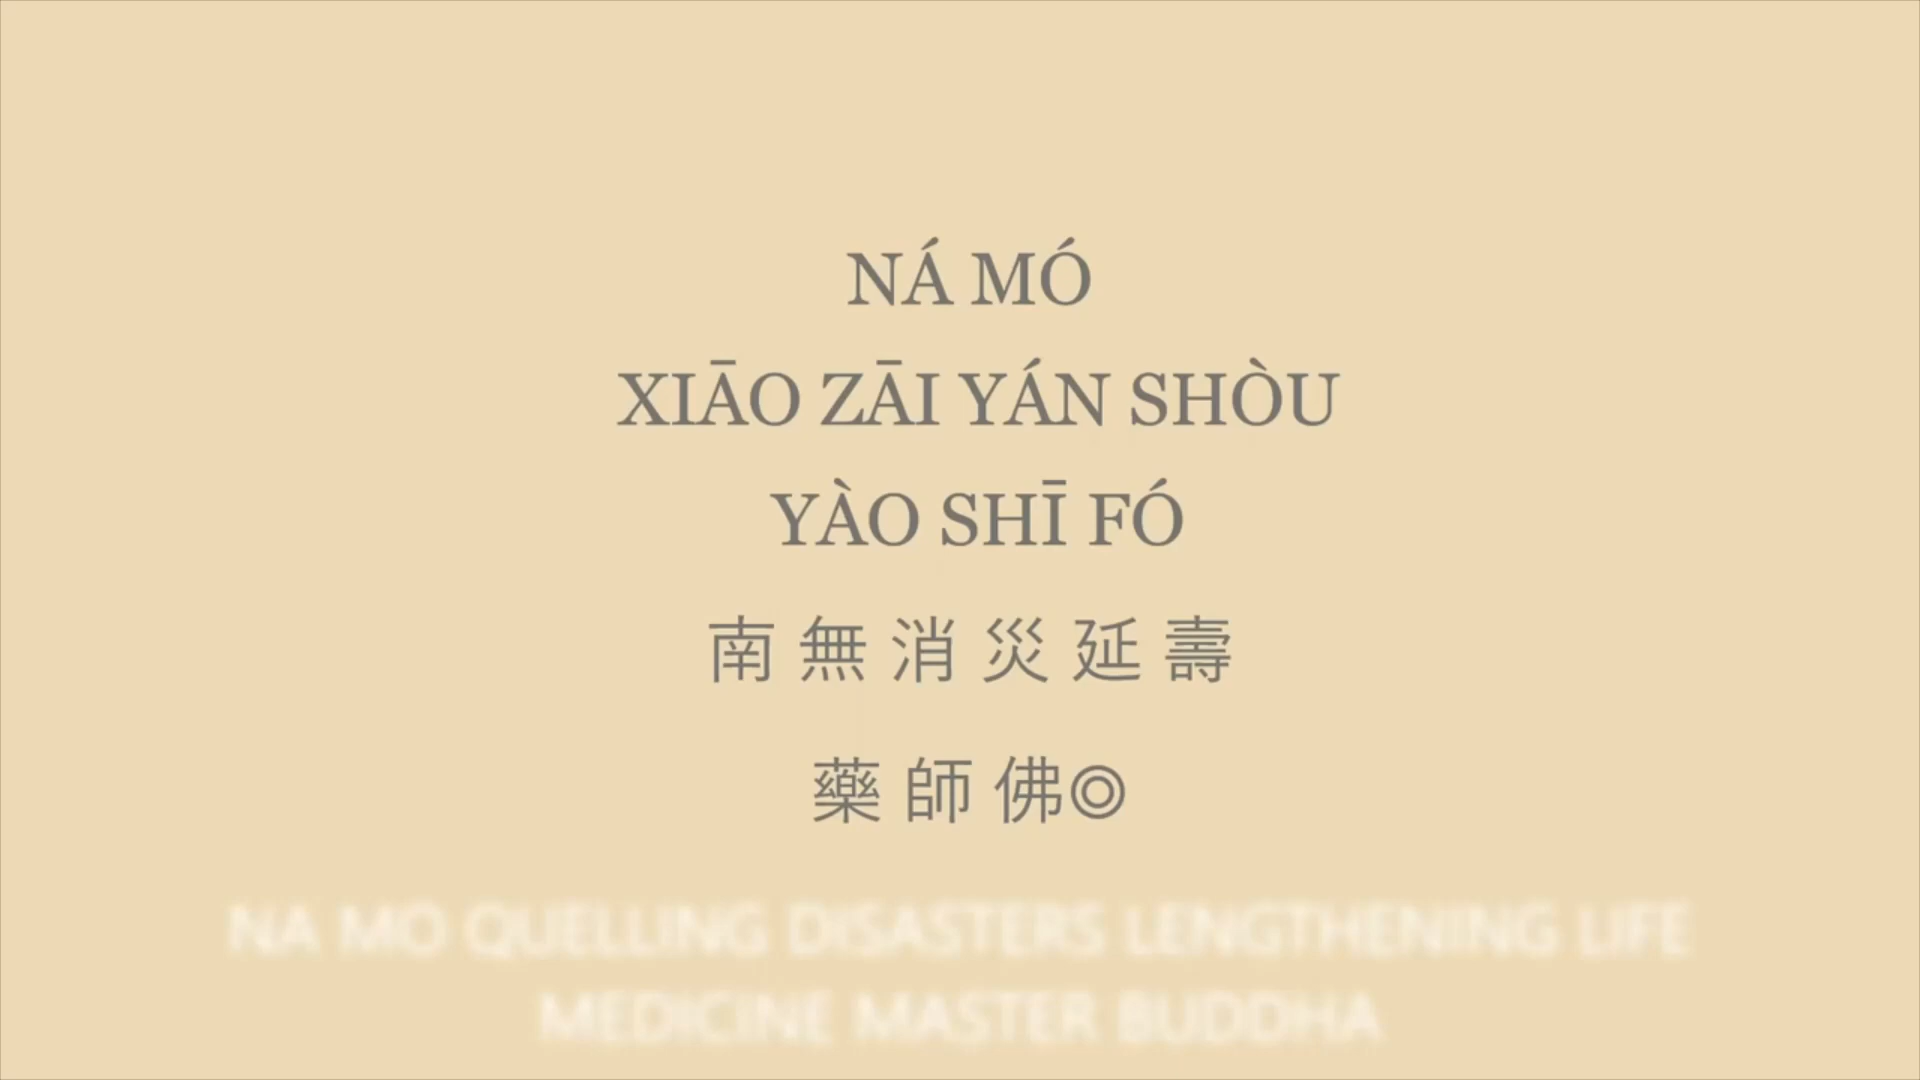 NÁ MÓ
XIĀO ZĀI YÁN SHÒU
YÀO SHĪ FÓ
南 無 消 災 延 壽
藥 師 佛◎
NA MO QUELLING DISASTERS LENGTHENING LIFE
MEDICINE MASTER BUDDHA